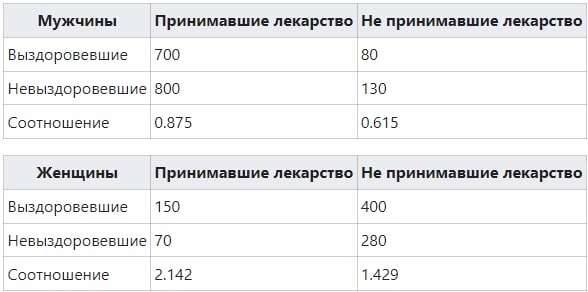 Мужчины Принимавшие лекарство Не принимавшие лекарство
Выздоровевшие 700 80
Невыздоровевшие 800 130
Соотношение 0.875 0.615
Женщины Принимавшие лекарство Не принимавшие лекарство
Выздоровевшие 150 400
Невыздоровевшие 70 280
Соотношение 2.142 1.429